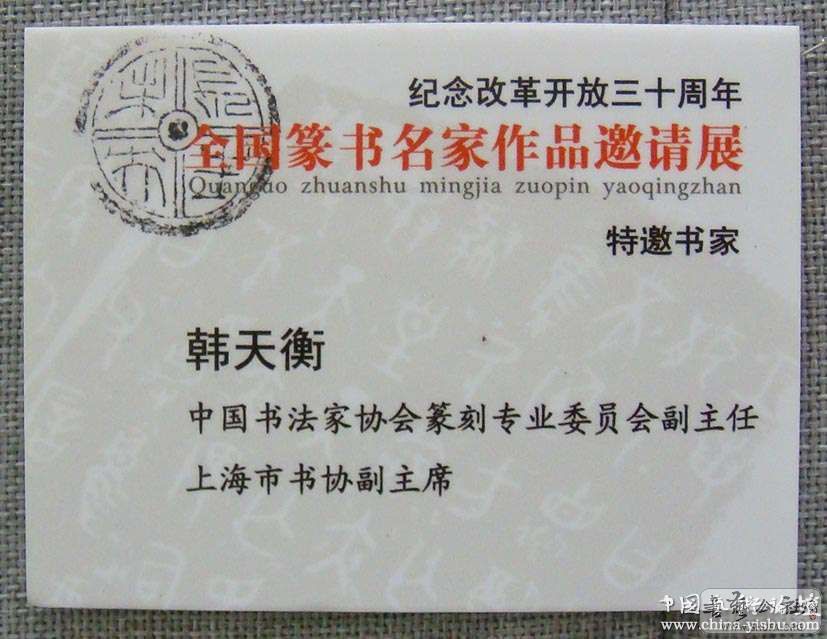 纪念改革开放三十周年
全国篆书名家作品邀请展
Quanguo zhuanshu mingjia zuopin yaoqingzhan
特邀书家
韩天衡
中国书法家协会篆刻专业委员会副主任
上海市书协副主席
www.china-yishu.com